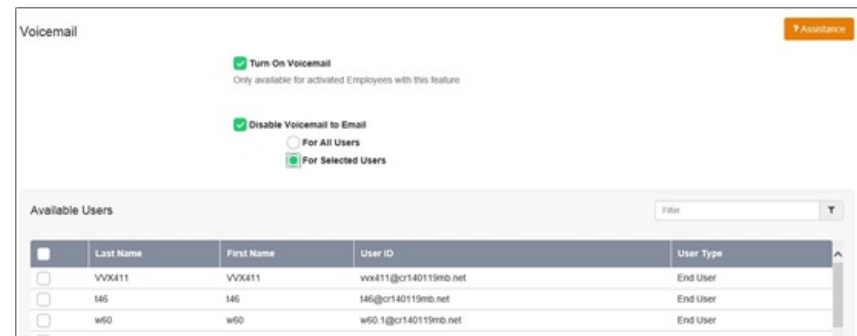 Voicemail
? Assistance
Turn On Voicemail
Only available for activated Employees with this feature
Disable Voicemail to Email
For All Users
For Selected Users
Available Users
Filter
Last Name First Name User ID User Type
VVX411 VVX411 vvx411@cr140119mb.net End User
t46 t46 t46@cr140119mb.net End User
w60 w60 w60.1@cr140119mb.net End User